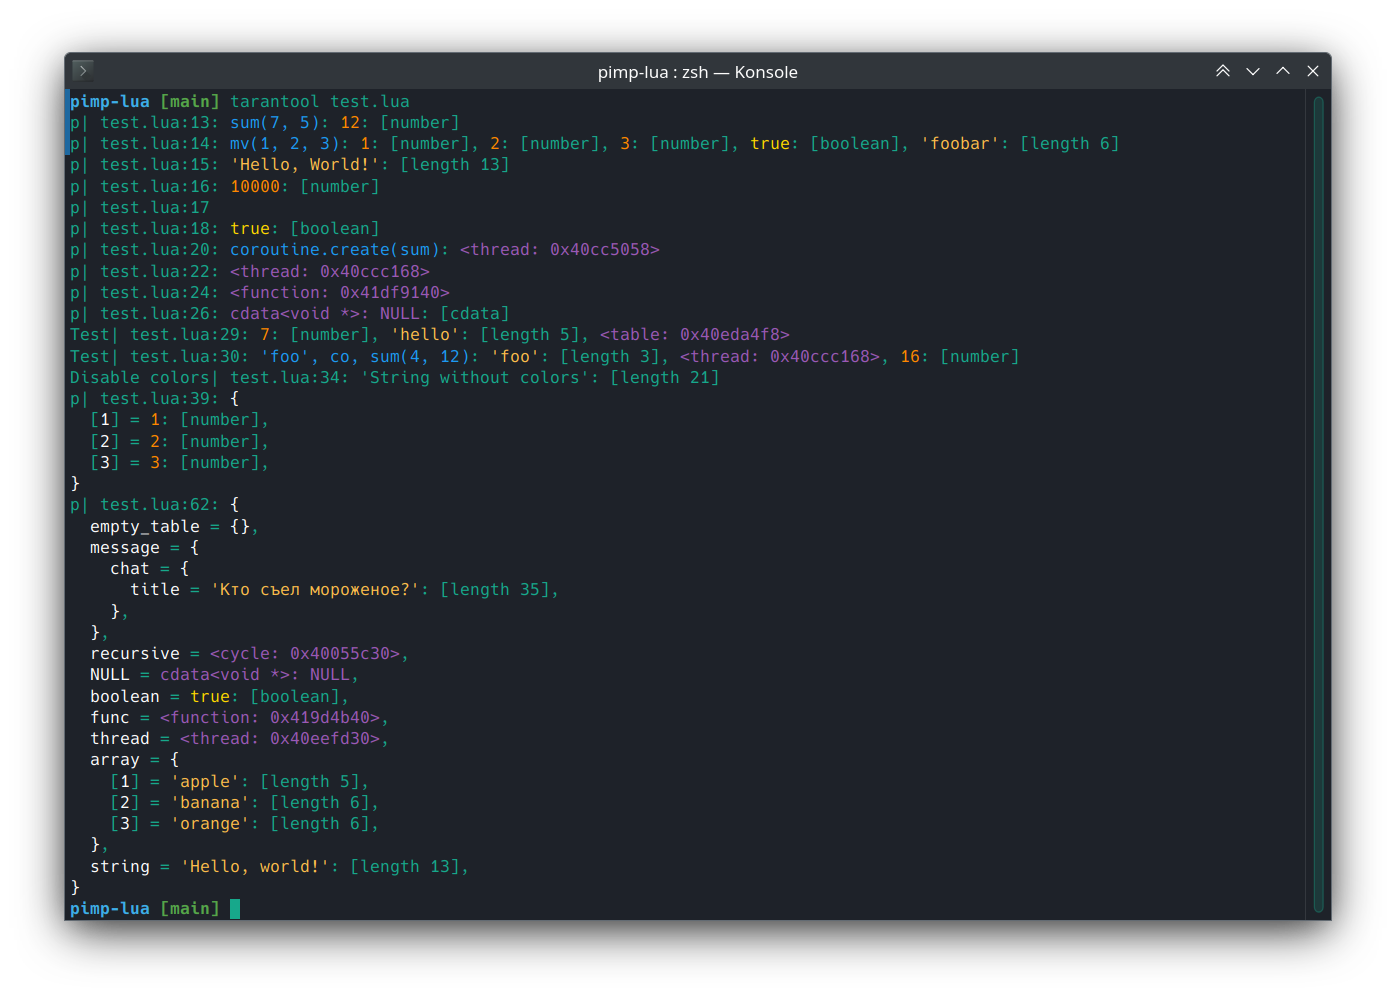 pimp-lua : zsh — Konsole
pimp-lua [main] tarantool test.lua
p| test.lua:13: sum(7, 5): 12: [number]
p| test.lua:14: mv(1, 2, 3): 1: [number], 2: [number], 3: [number], true: [boolean], 'foobar': [length 6]
p| test.lua:15: 'Hello, World!': [length 13]
p| test.lua:16: 10000: [number]
p| test.lua:17
p| test.lua:18: true: [boolean]
p| test.lua:20: coroutine.create(sum): <thread: 0x40cc5058>
p| test.lua:22: <thread: 0x40ccc168>
p| test.lua:24: <function: 0x41df9140>
p| test.lua:26: cdata<void *>: NULL: [cdata]
Test| test.lua:29: 7: [number], 'hello': [length 5], <table: 0x40eda4f8>
Test| test.lua:30: 'foo', co, sum(4, 12): 'foo': [length 3], <thread: 0x40ccc168>, 16: [number]
Disable colors| test.lua:34: 'String without colors': [length 21]
p| test.lua:39: {
  [1] = 1: [number],
  [2] = 2: [number],
  [3] = 3: [number],
}
p| test.lua:62: {
  empty_table = {},
  message = {
    chat = {
      title = 'Кто съел мороженое?': [length 35],
    },
  },
  recursive = <cycle: 0x40055c30>,
  NULL = cdata<void *>: NULL,
  boolean = true: [boolean],
  func = <function: 0x419d4b40>,
  thread = <thread: 0x40eefd30>,
  array = {
    [1] = 'apple': [length 5],
    [2] = 'banana': [length 6],
    [3] = 'orange': [length 6],
  },
  string = 'Hello, world!': [length 13],
}
pimp-lua [main]